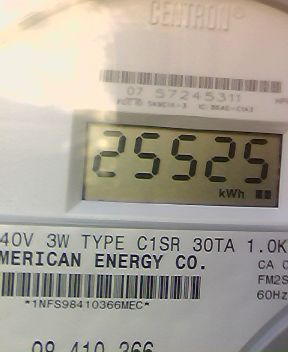 CENTRON®
07 57245311
25525
kWh
40V 3W TYPE C1SR 30TA 1.0K
MERICAN ENERGY CO.
CA 0
FM2S
60Hz
*1NFS98410366MEC*
98 410 366